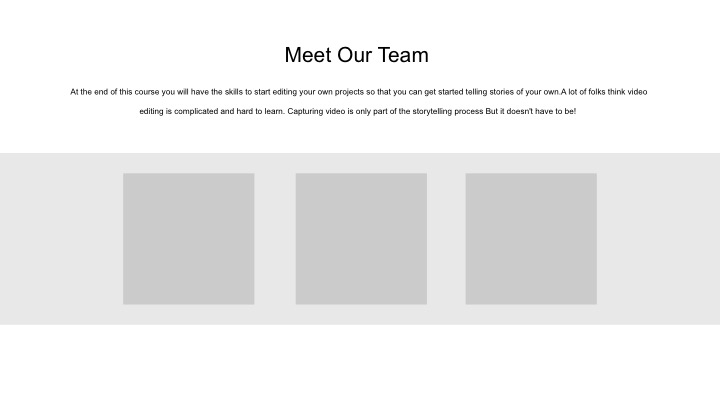 Meet Our Team
At the end of this course you will have the skills to start editing your own projects so that you can get started telling stories of your own.A lot of folks think video
editing is complicated and hard to learn. Capturing video is only part of the storytelling process But it doesn't have to be!